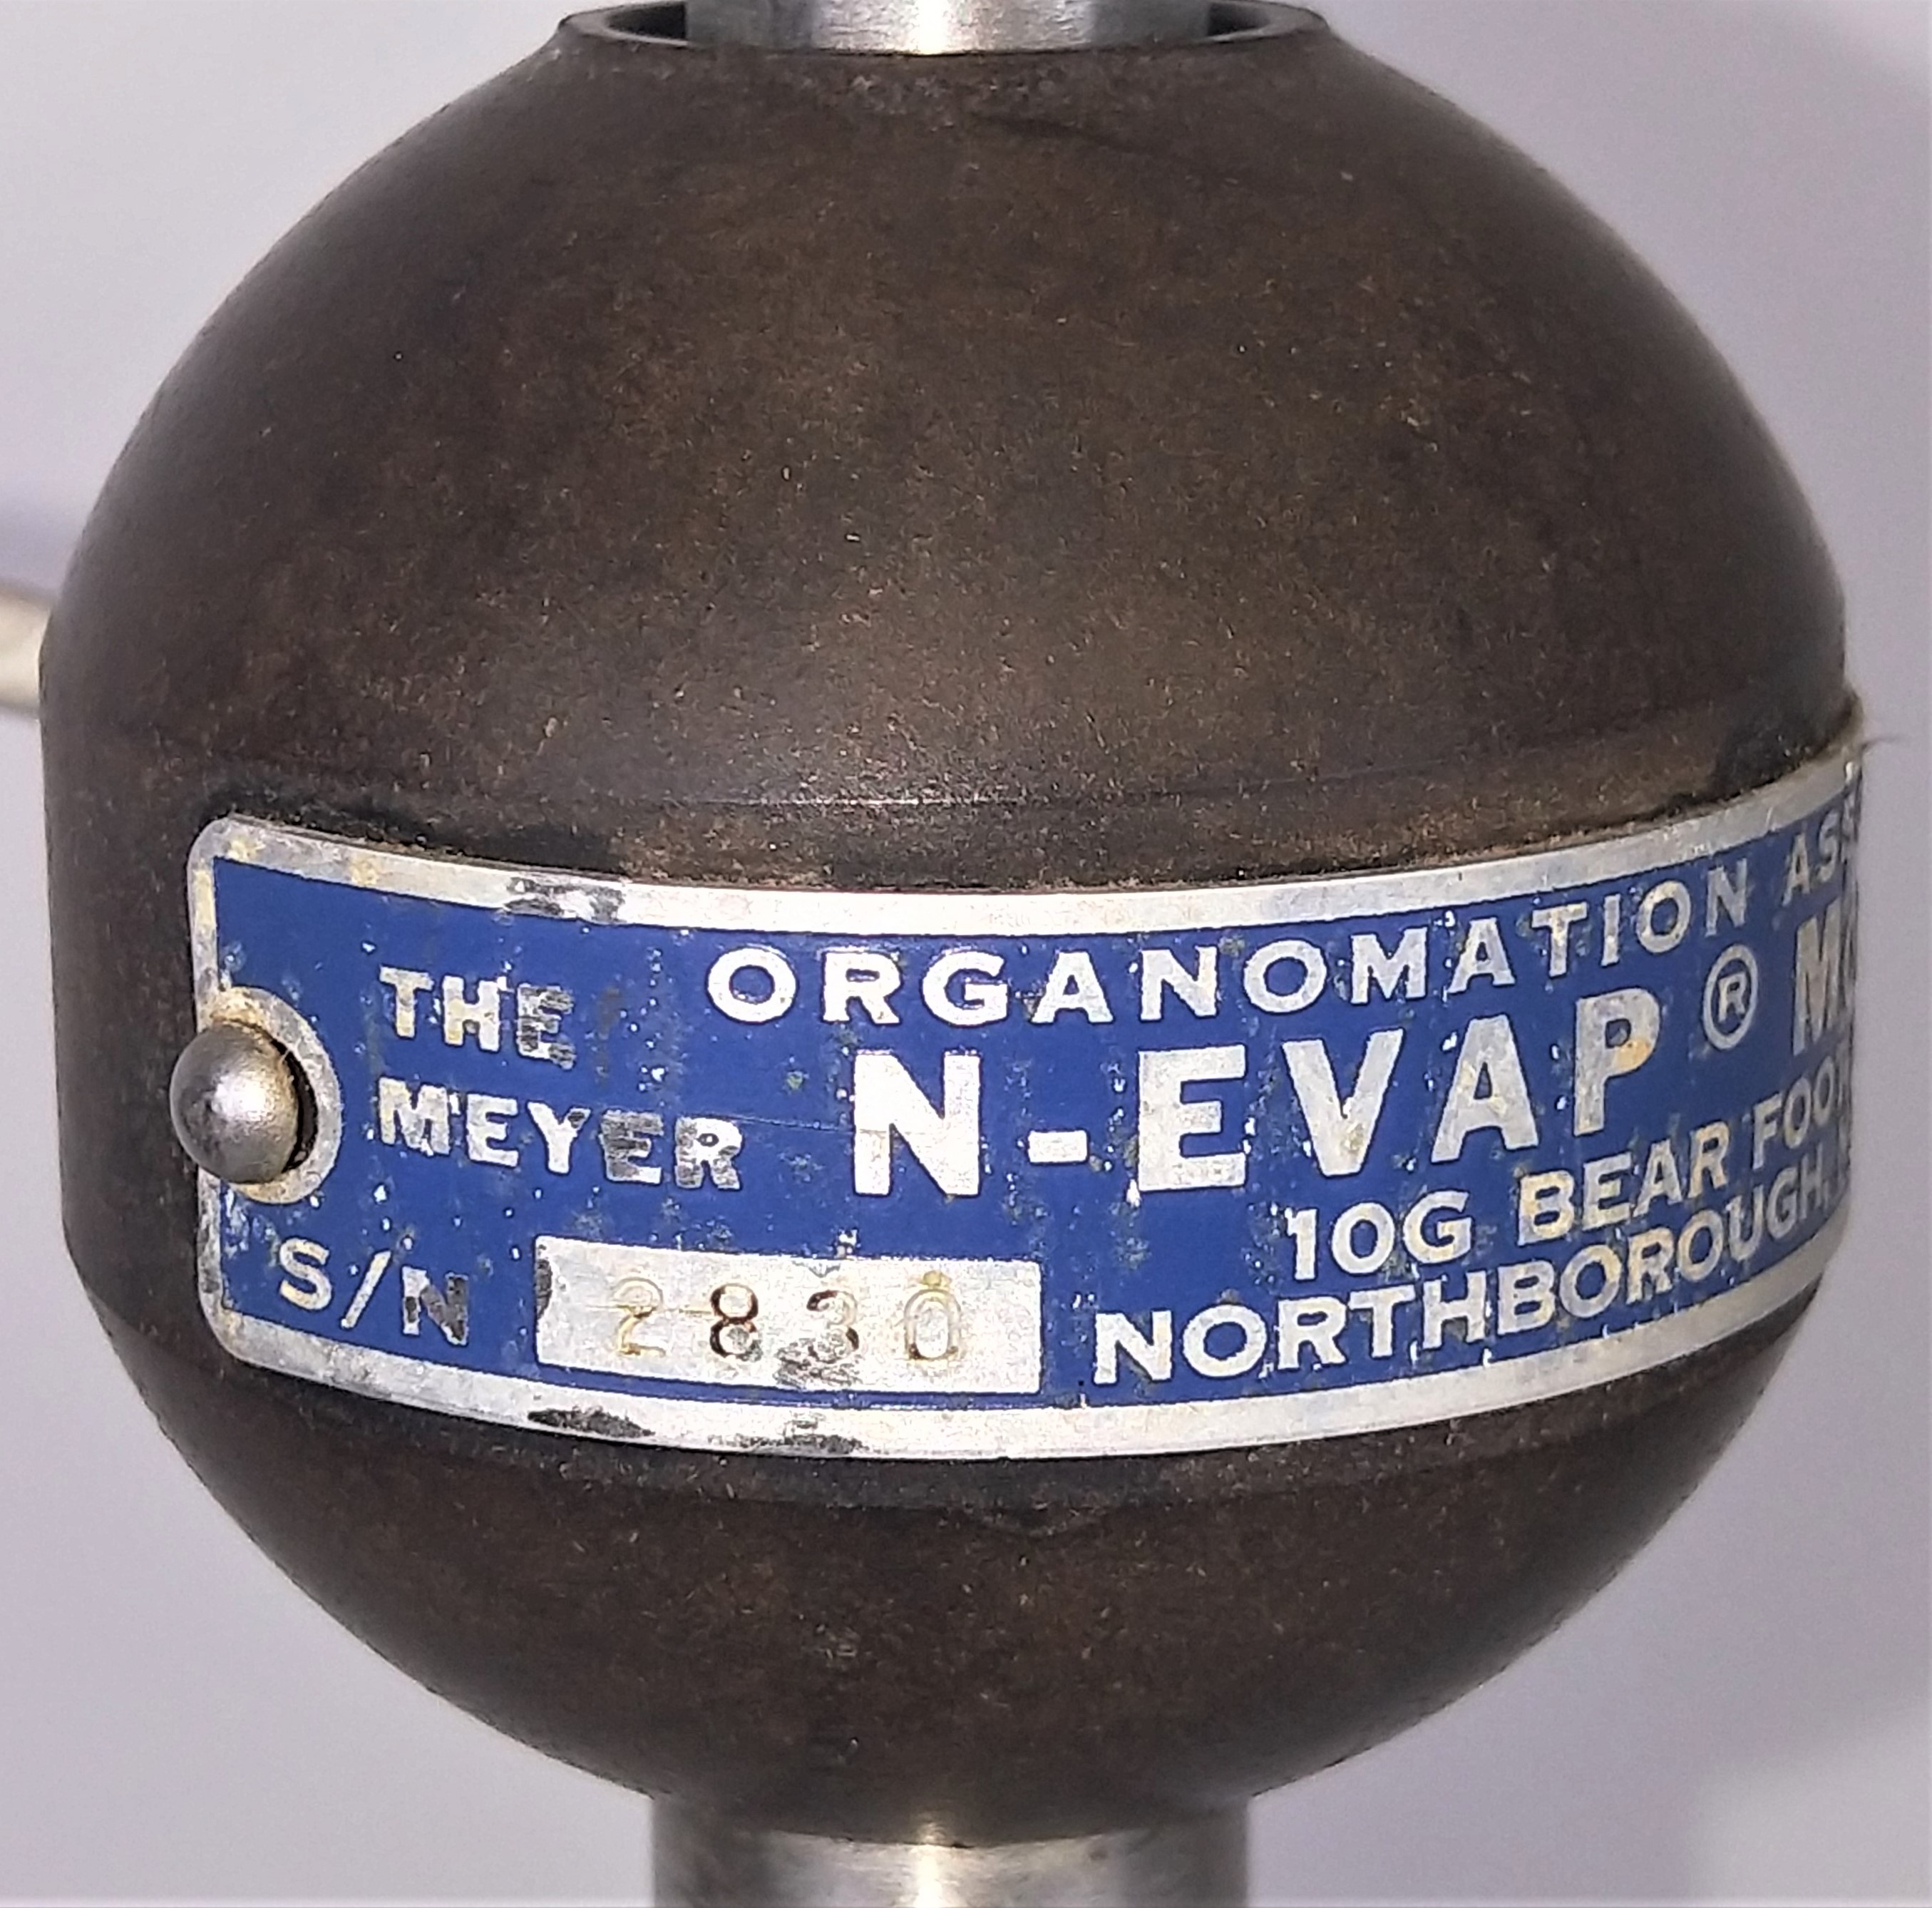 ORGANOMATION
THE
MEYER
N-EVAP ®
10G BEAR
S/N 2830
NORTHBOROUGH,